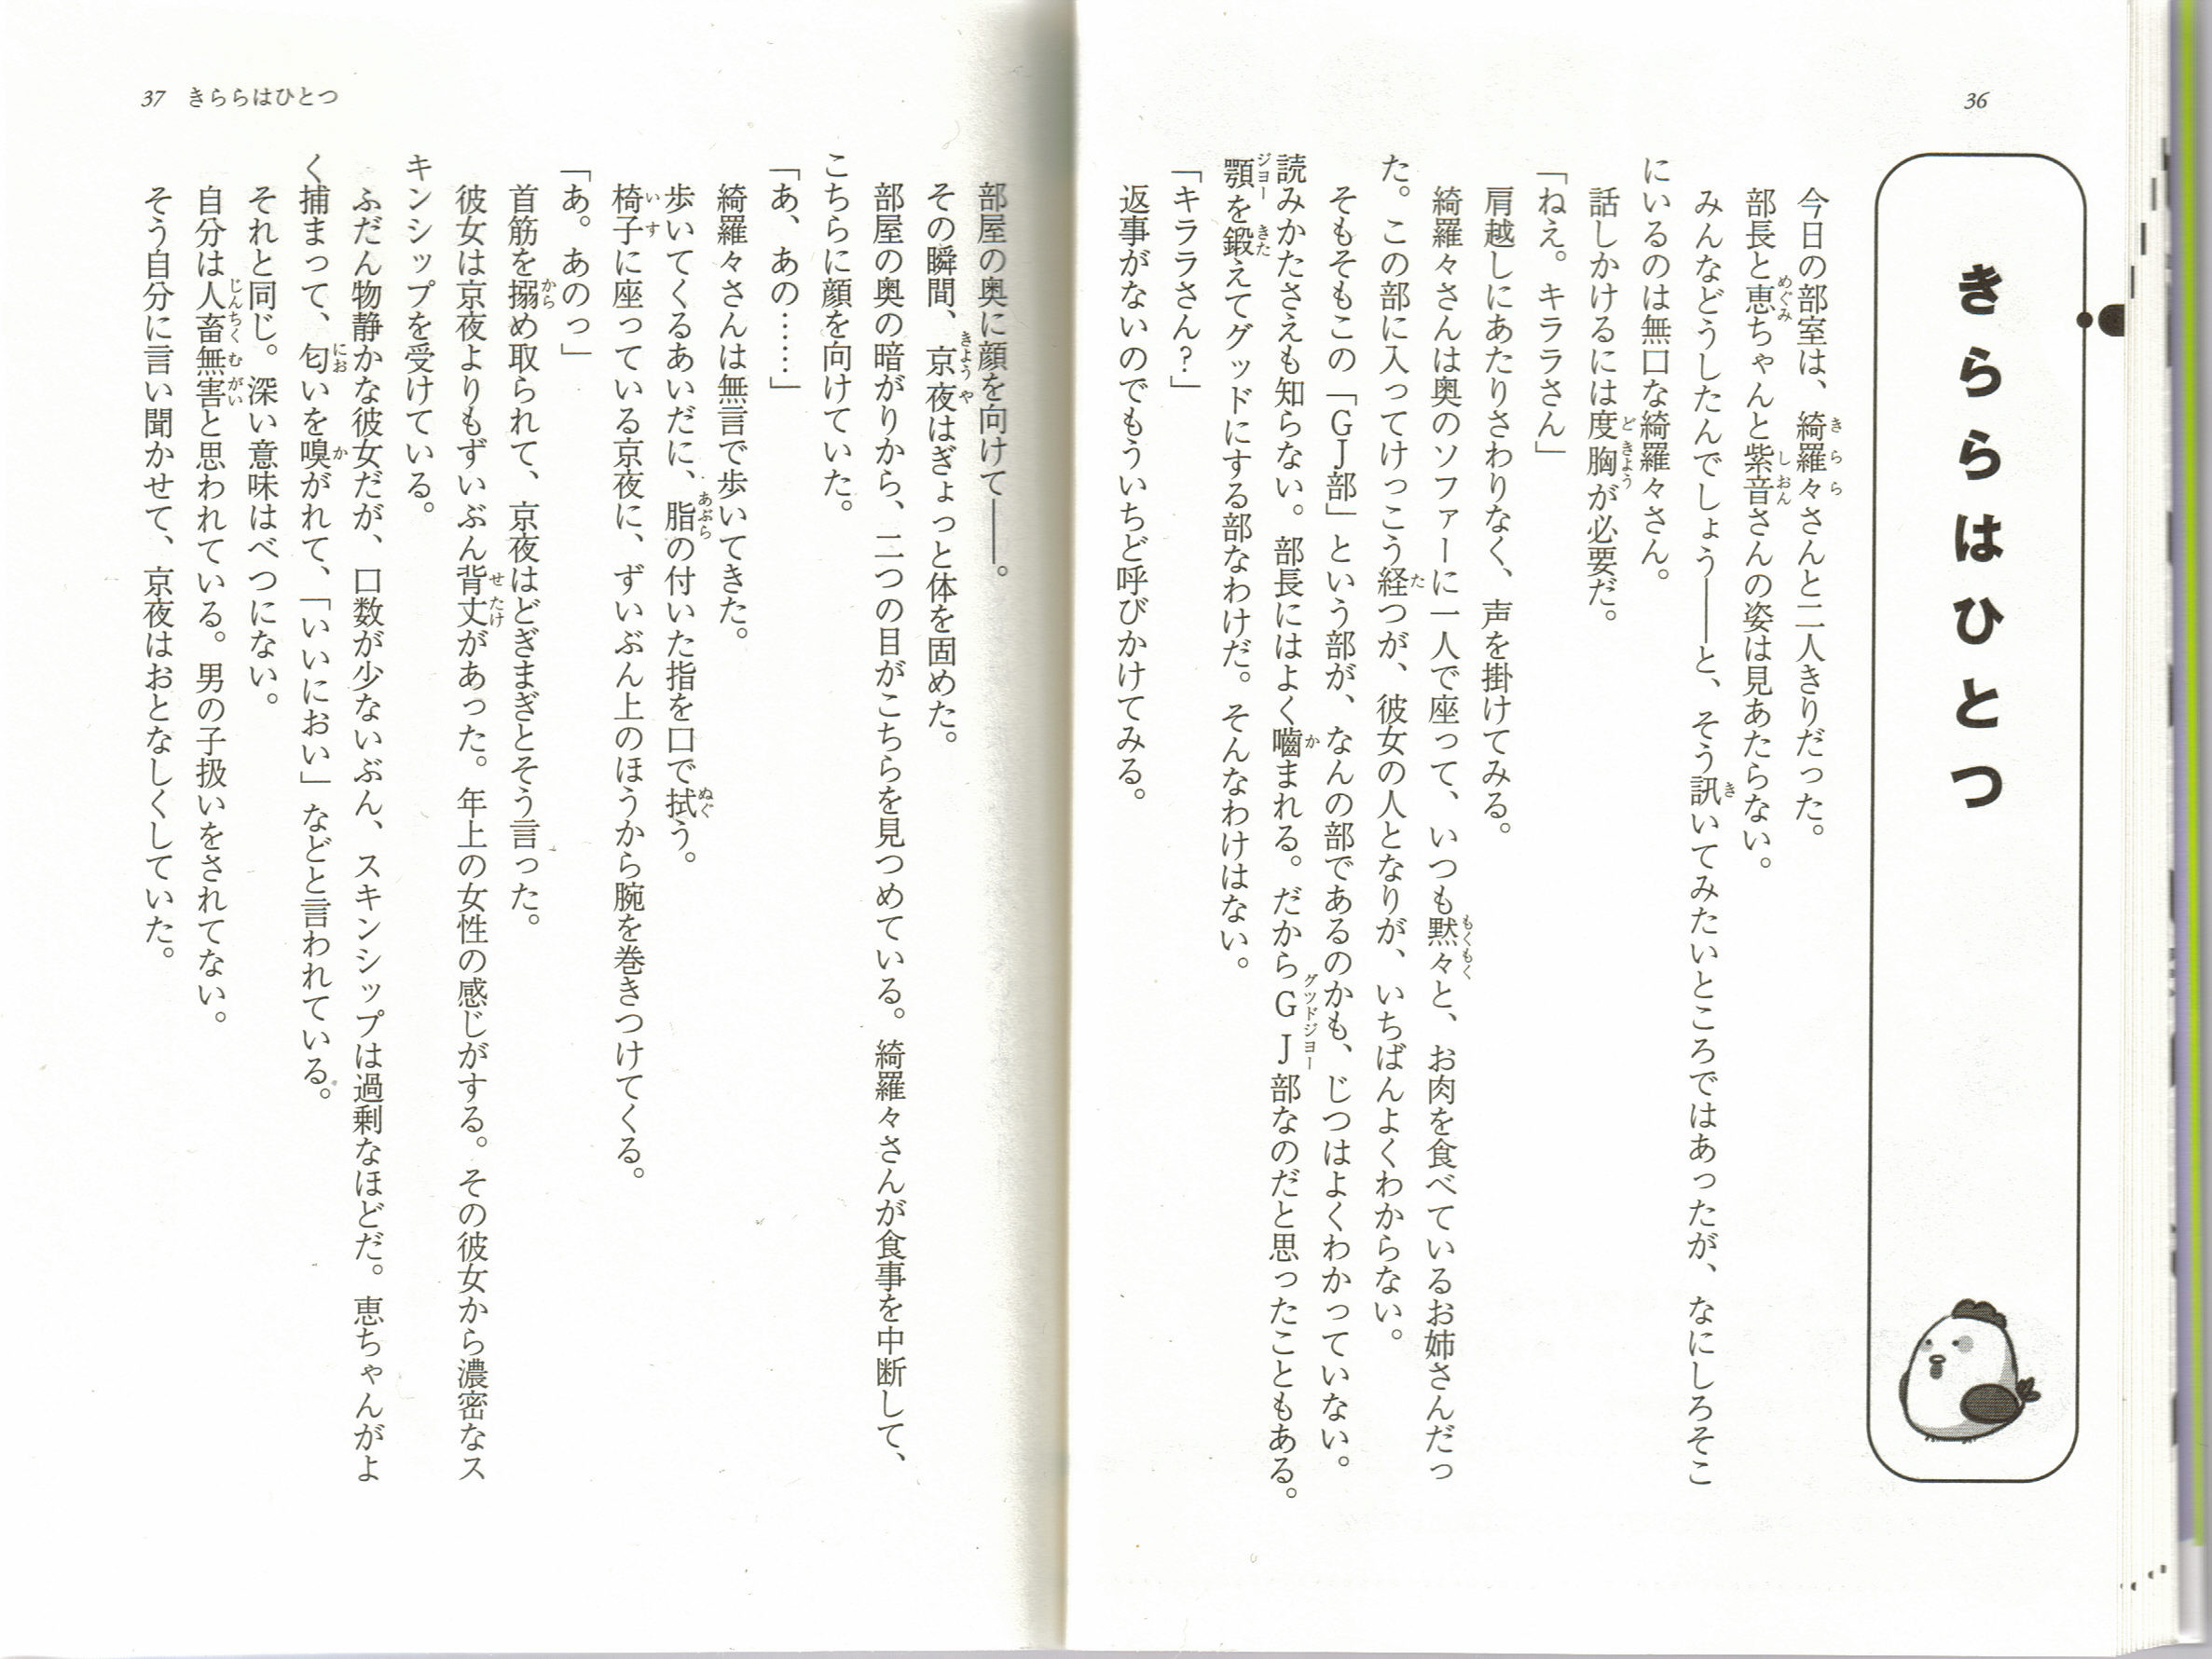 36
きららはひとつ
今日の部室は、綺羅々さんと二人きりだった。
部長と恵ちゃんと紫音さんの姿は見あたらない。
みんなどうしたんでしょう――と、そう訊いてみたいところではあったが、なにしろそこ
にいるのは無口な綺羅々さん。
話しかけるには度胸が必要だ。
「ねえ。キララさん」
肩越しにあたりさわりなく、声を掛けてみる。
綺羅々さんは奥のソファーに一人で座って、いつも黙々と、お肉を食べているお姉さんだっ
た。この部に入ってけっこう経つが、彼女の人となりが、いちばんよくわからない。
そもそもこの「ＧＪ部」という部が、なんの部であるのかも、じつはよくわかっていない。
読みかたさえも知らない。部長にはよく嚙まれる。だからＧＪ部なのだと思ったこともある。
顎を鍛えてグッドにする部なわけだ。そんなわけはない。
「キララさん？」
返事がないのでもういちど呼びかけてみる。
部屋の奥に顔を向けて――。
その瞬間、京夜はぎょっと体を固めた。
部屋の奥の暗がりから、二つの目がこちらを見つめている。綺羅々さんが食事を中断して、
こちらに顔を向けていた。
「あ、あの……」
綺羅々さんは無言で歩いてきた。
歩いてくるあいだに、脂の付いた指を口で拭う。
椅子に座っている京夜に、ずいぶん上のほうから腕を巻きつけてくる。
「あ。あのっ」
首筋を搦め取られて、京夜はどぎまぎとそう言った。
彼女は京夜よりもずいぶん背丈があった。年上の女性の感じがする。その彼女から濃密なス
キンシップを受けている。
ふだん物静かな彼女だが、口数が少ないぶん、スキンシップは過剰なほどだ。恵ちゃんがよ
く捕まって、匂いを嗅がれて、「いいにおい」などと言われている。
それと同じ。深い意味はべつにない。
自分は人畜無害と思われている。男の子扱いをされてない。
そう自分に言い聞かせて、京夜はおとなしくしていた。
37 きららはひとつ